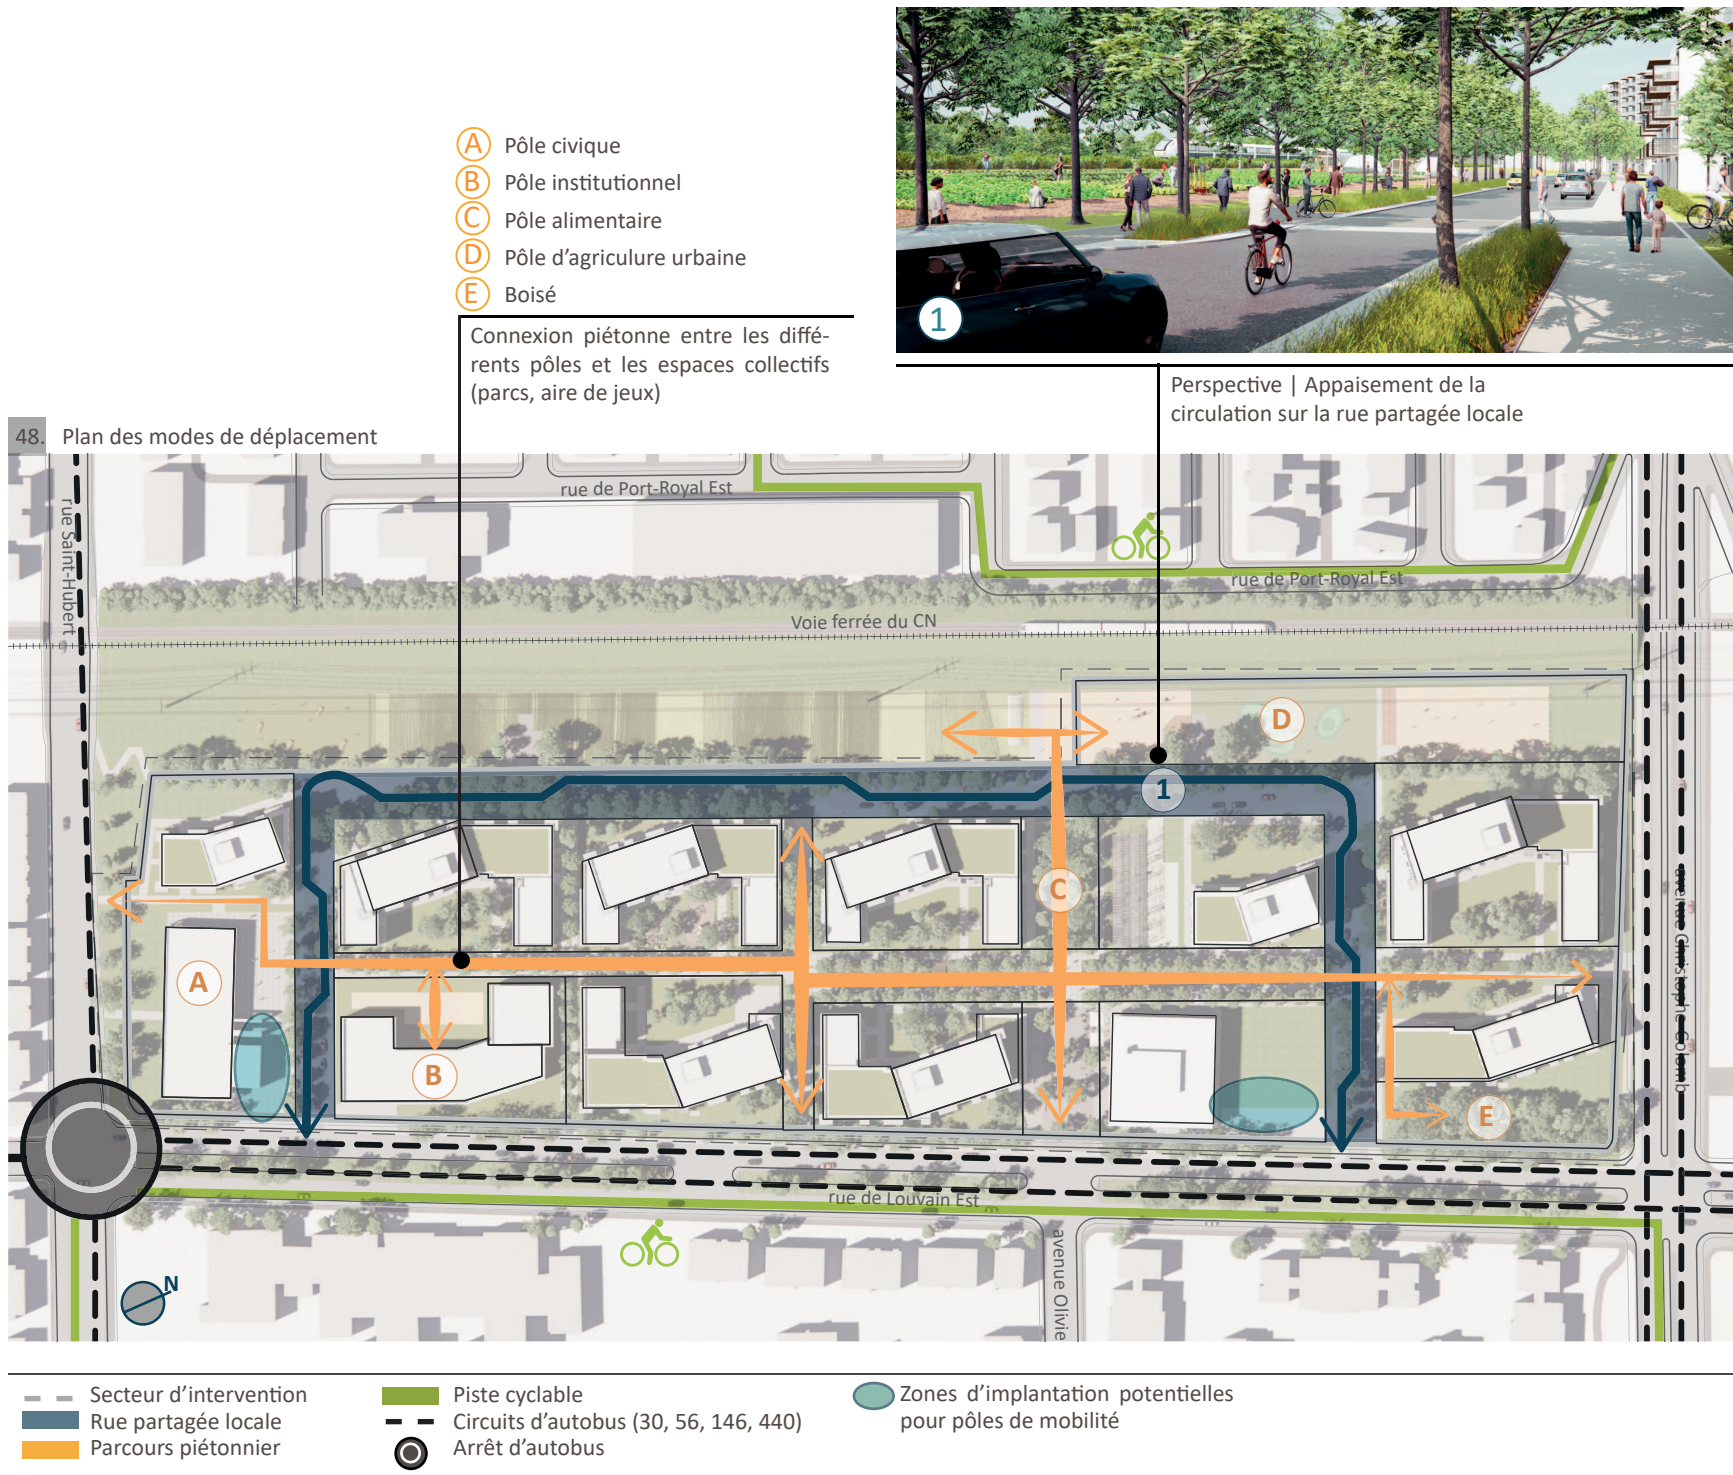 A Pôle civique
B Pôle institutionnel
C Pôle alimentaire
D Pôle d'agriculure urbaine
E Boisé
Connexion piétonne entre les diffé-
rents pôles et les espaces collectifs
(parcs, aire de jeux)
1
Perspective | Appaisement de la
circulation sur la rue partagée locale
48. Plan des modes de déplacement
rue de Port-Royal Est
rue Saint-Hubert
rue de Port-Royal Est
Voie ferrée du CN
D
1
C
A
B
E
avenue Christophe-Colomb
rue de Louvain Est
avenue Olivie
N
Secteur d'intervention
Rue partagée locale
Parcours piétonnier
Piste cyclable
Circuits d'autobus (30, 56, 146, 440)
Arrêt d'autobus
Zones d'implantation potentielles
pour pôles de mobilité